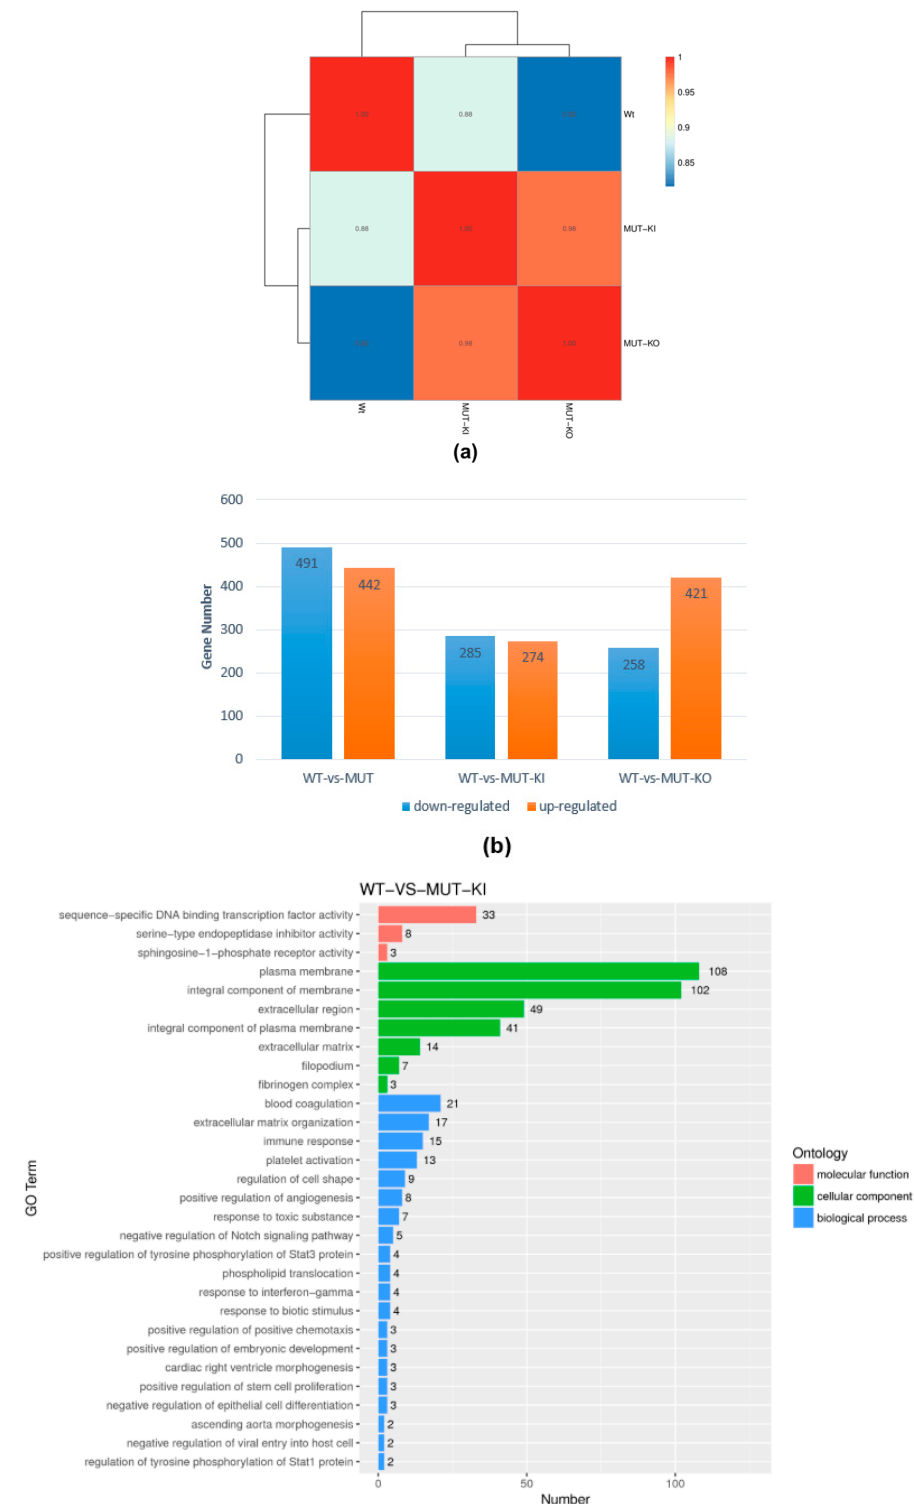 1
0.95
0.9
0.85
1.00
0.88
Wt
0.88
1.00
0.98
MUT-KI
0.98
1.00
MUT-KO
Wt
MUT-KI
MUT-KO
(a)
600
500
400
300
200
100
0
Gene Number
491
442
285
274
258
421
WT-vs-MUT
WT-vs-MUT-KI
WT-vs-MUT-KO
down-regulated
up-regulated
(b)
WT-VS-MUT-KI
GO Term
sequence-specific DNA binding transcription factor activity 33
serine-type endopeptidase inhibitor activity 8
sphingosine-1-phosphate receptor activity 3
plasma membrane 108
integral component of membrane 102
extracellular region 49
integral component of plasma membrane 41
extracellular matrix 14
filopodium 7
fibrinogen complex 3
blood coagulation 21
extracellular matrix organization 17
immune response 15
platelet activation 13
regulation of cell shape 9
positive regulation of angiogenesis 8
response to toxic substance 7
negative regulation of Notch signaling pathway 5
positive regulation of tyrosine phosphorylation of Stat3 protein 4
phospholipid translocation 4
response to interferon-gamma 4
response to biotic stimulus 4
positive regulation of positive chemotaxis 3
positive regulation of embryonic development 3
cardiac right ventricle morphogenesis 3
positive regulation of stem cell proliferation 3
negative regulation of epithelial cell differentiation 3
ascending aorta morphogenesis 2
negative regulation of viral entry into host cell 2
regulation of tyrosine phosphorylation of Stat1 protein 2
0
50
100
Number
Ontology
molecular function
cellular component
biological process